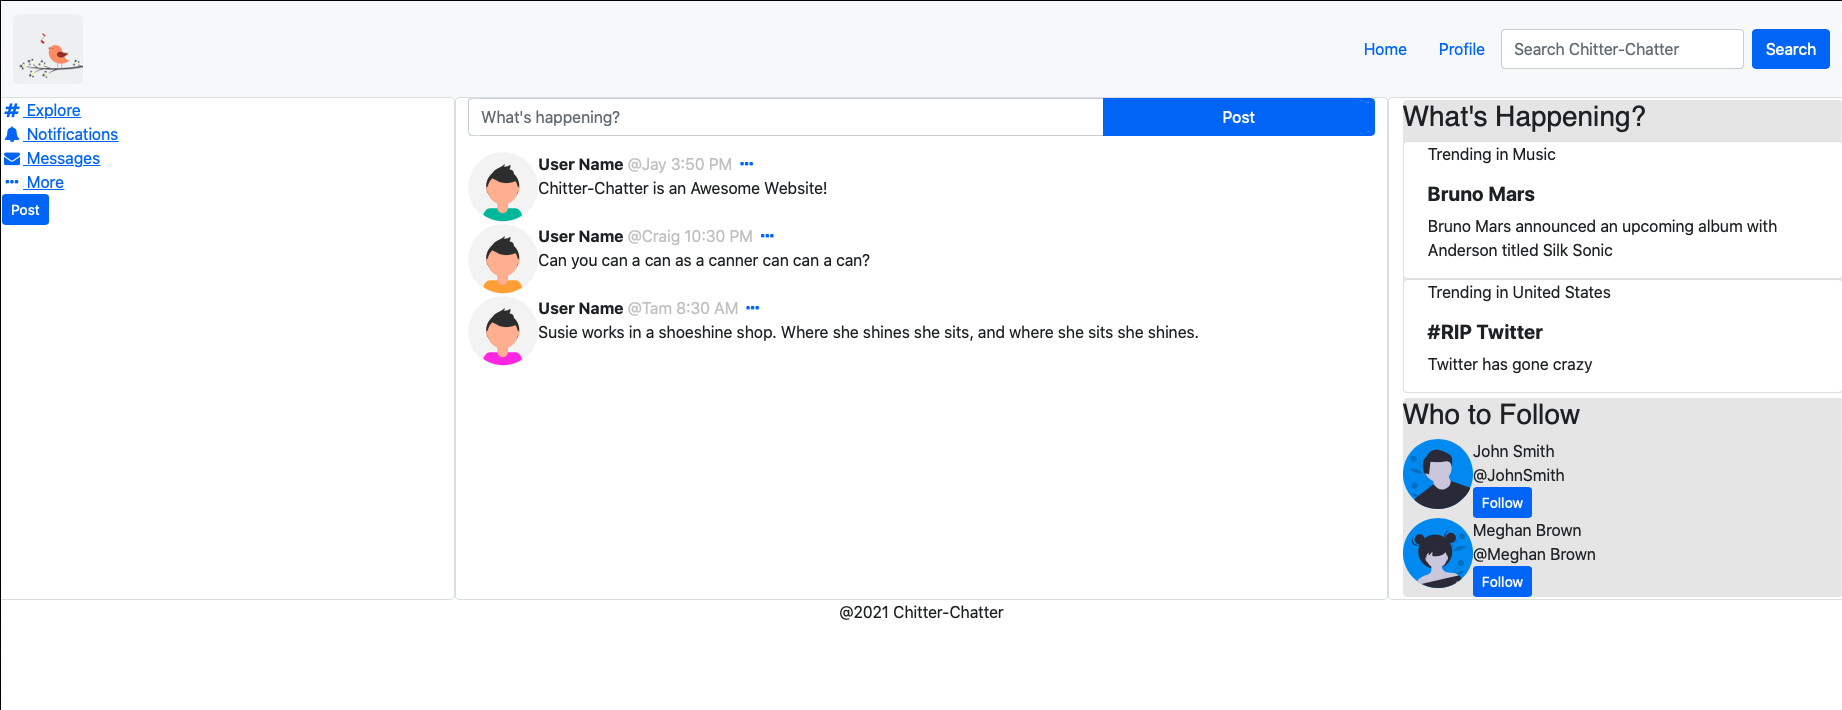 Home Profile Search Chitter-Chatter Search
# Explore
Notifications
Messages
More
Post
What's happening? Post
User Name @Jay 3:50 PM
Chitter-Chatter is an Awesome Website!
User Name @Craig 10:30 PM
Can you can a can as a canner can can a can?
User Name @Tam 8:30 AM
Susie works in a shoeshine shop. Where she shines she sits, and where she sits she shines.
What's Happening?
Trending in Music
Bruno Mars
Bruno Mars announced an upcoming album with
Anderson titled Silk Sonic
Trending in United States
#RIP Twitter
Twitter has gone crazy
Who to Follow
John Smith
@JohnSmith
Follow
Meghan Brown
@Meghan Brown
Follow
@2021 Chitter-Chatter